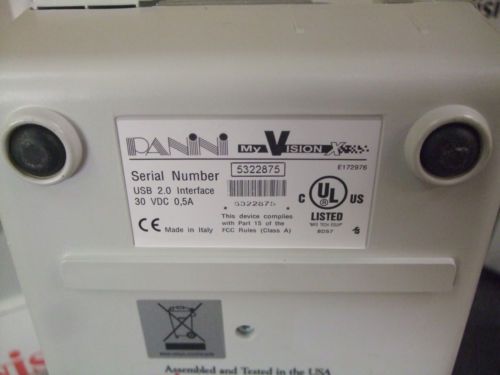 PANINI My VISION X
Serial Number 5322875
E172976
USB 2.0 Interface
30 VDC 0,5A
5322875
C UL US
LISTED
CE Made in Italy
This device complies
with Part 15 of the
FCC Rules (Class A)
Assembled and Tested in the USA